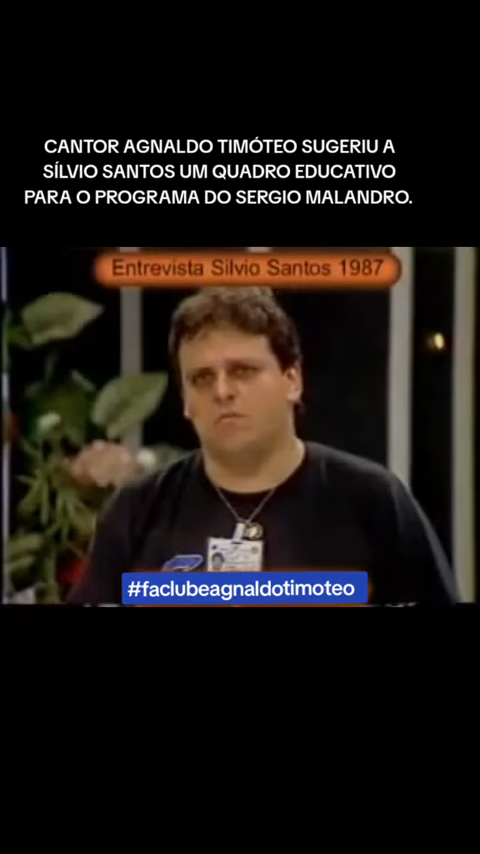 CANTOR AGNALDO TIMÓTEO SUGERIU A
SÍLVIO SANTOS UM QUADRO EDUCATIVO
PARA O PROGRAMA DO SERGIO MALANDRO.
Entrevista Silvio Santos 1987
#faclubeagnaldotimoteo